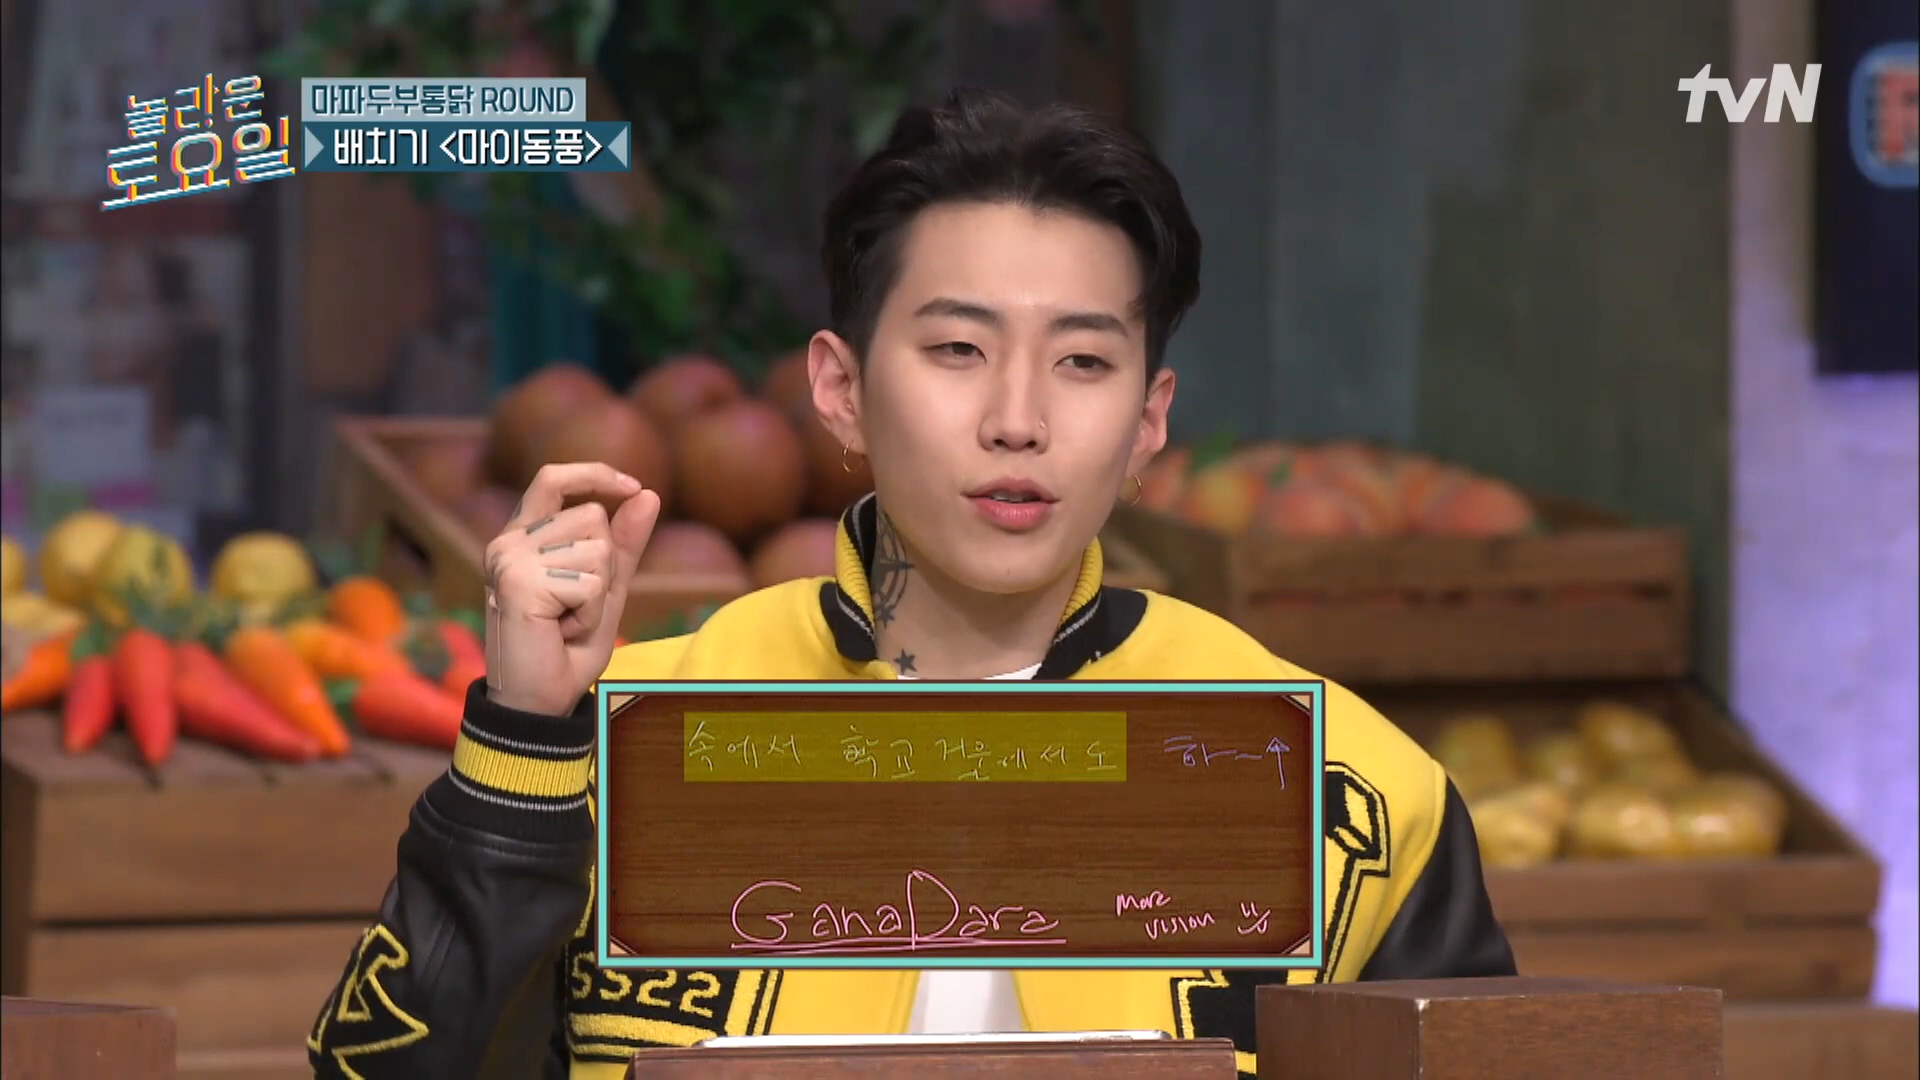 놀라운
토요일
마파두부통닭 ROUND
배치기 <마이동풍>
tvN
속에서 학교 거울에서도 하~↑
GanaDara
More
vision
5522